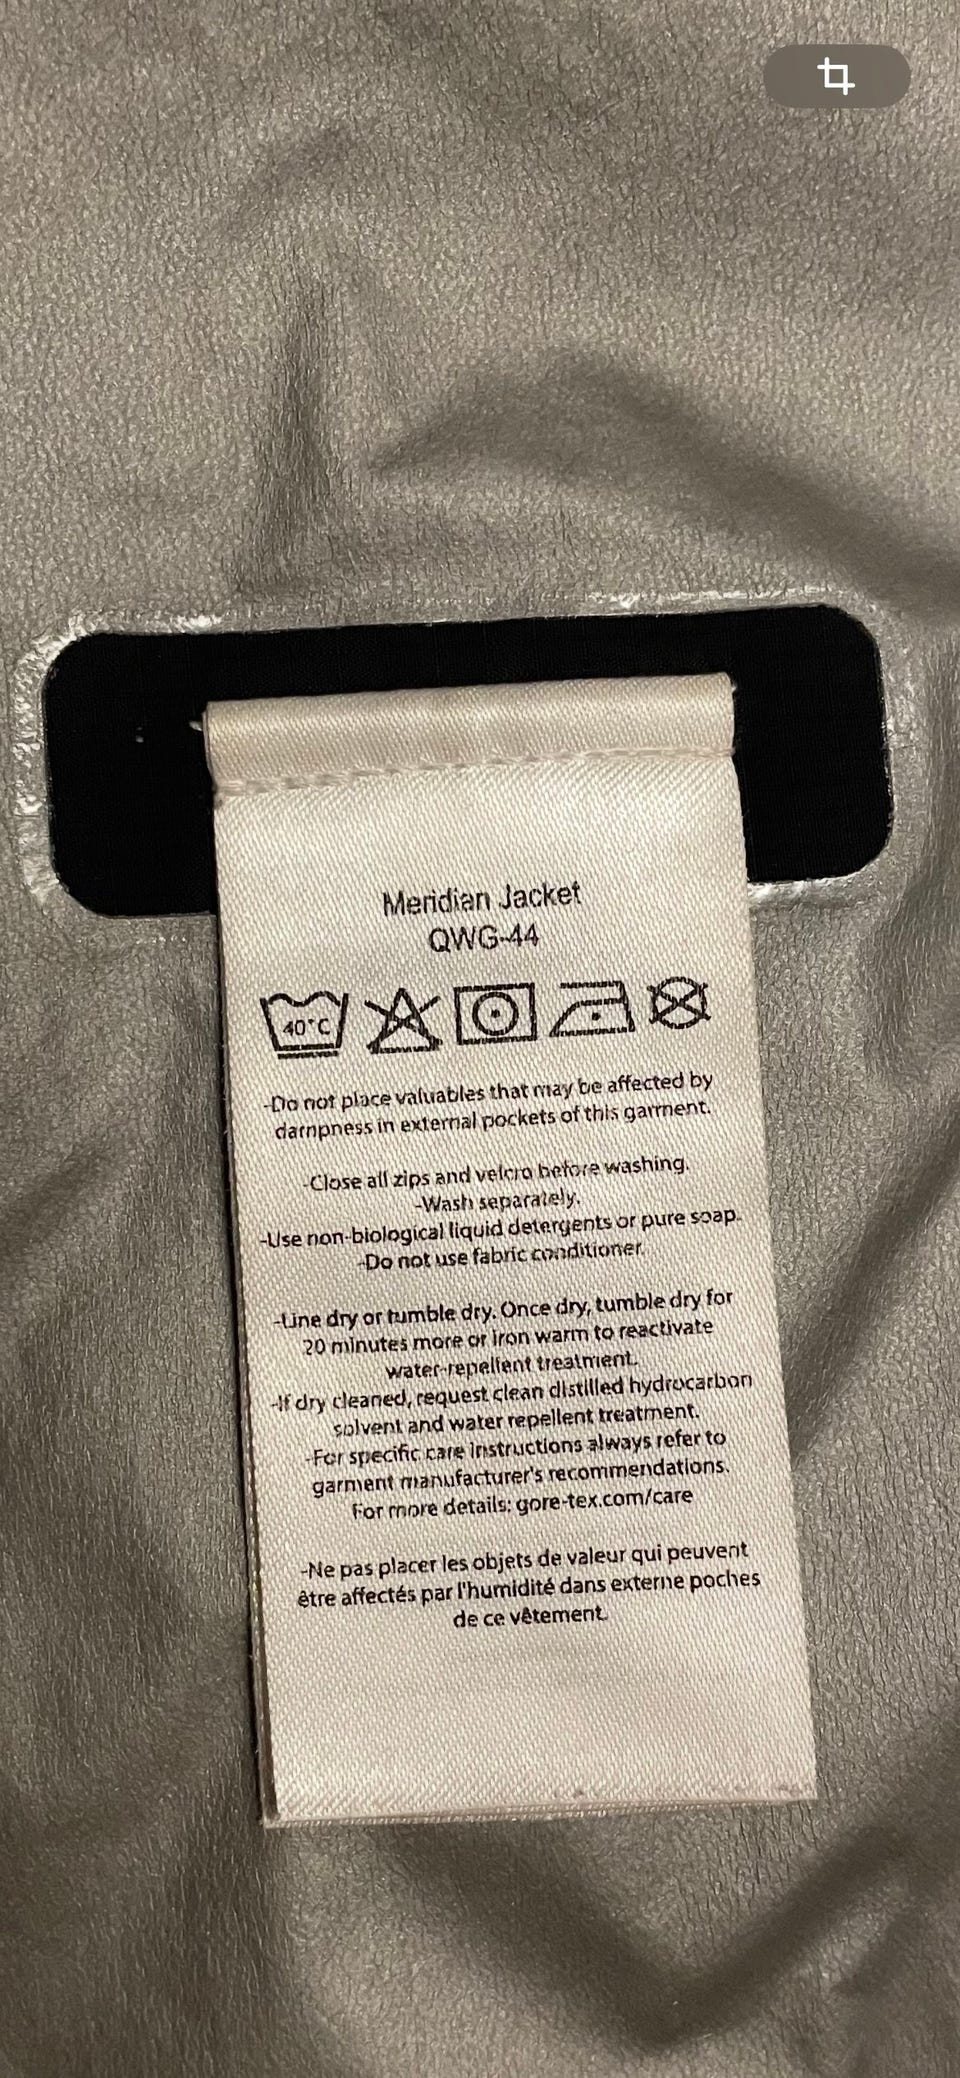 Meridian Jacket
QWG-44
40°C
-Do not place valuables that may be affected by
dampness in external pockets of this garment.
-Close all zips and velcro before washing.
-Wash separately.
-Use non-biological liquid detergents or pure soap.
-Do not use fabric conditioner.
-Line dry or tumble dry. Once dry, tumble dry for
20 minutes more or iron warm to reactivate
water-repellent treatment.
-If dry cleaned, request clean distilled hydrocarbon
solvent and water repellent treatment.
-For specific care instructions always refer to
garment manufacturer's recommendations.
For more details: gore-tex.com/care
-Ne pas placer les objets de valeur qui peuvent
être affectés par l'humidité dans externe poches
de ce vêtement.